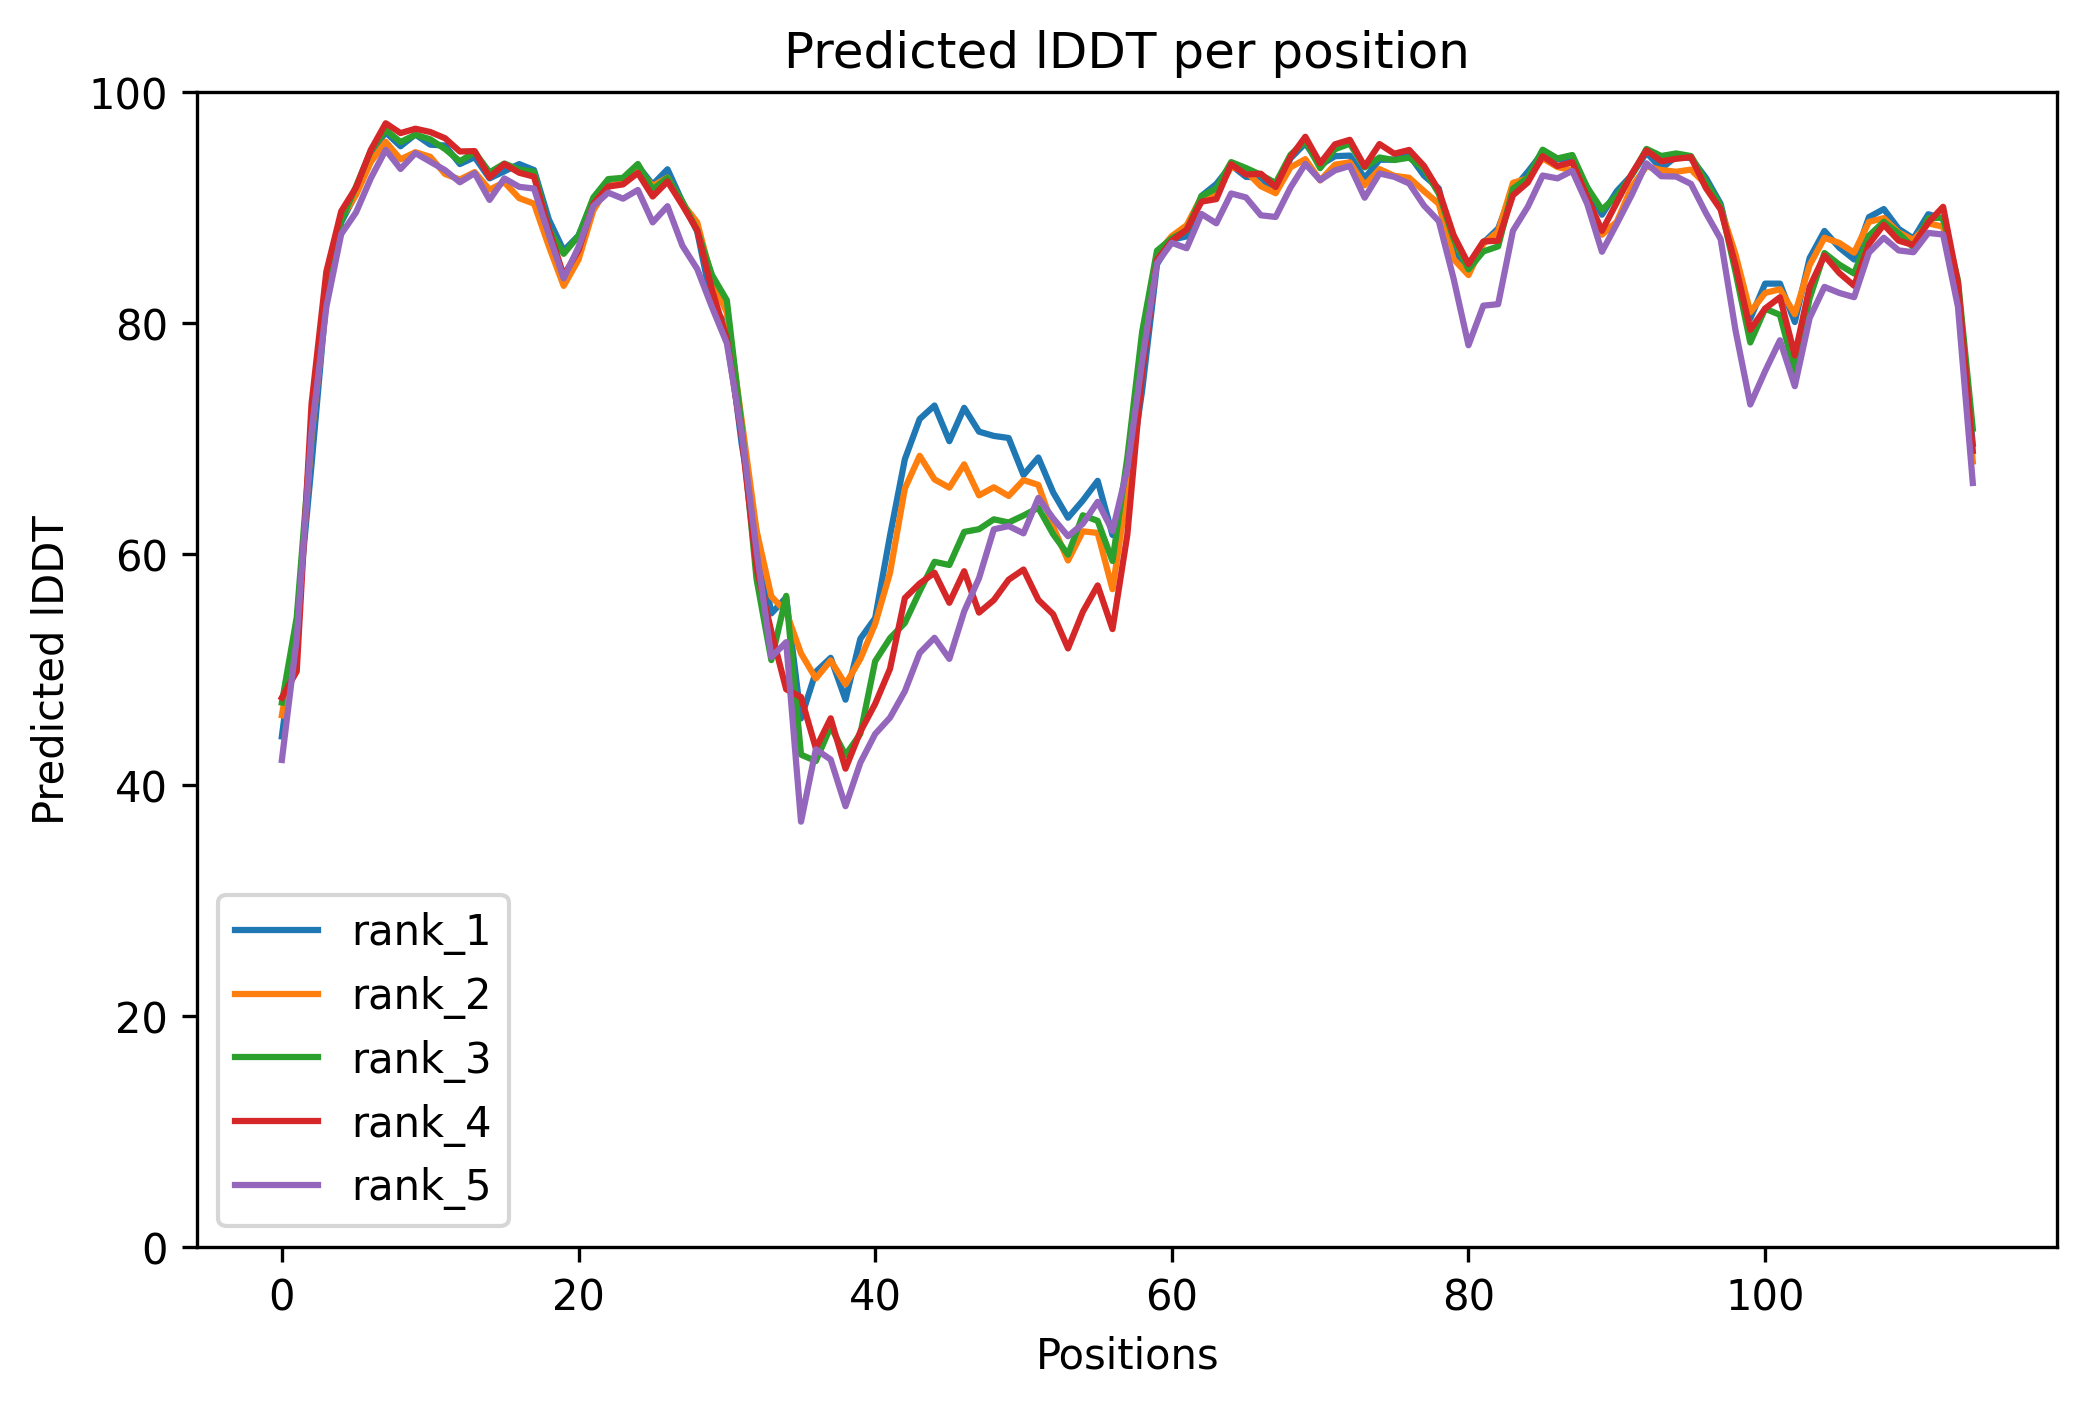 Predicted lDDT per position
Predicted lDDT
100
80
60
40
20
0
rank_1
rank_2
rank_3
rank_4
rank_5
0 20 40 60 80 100
Positions